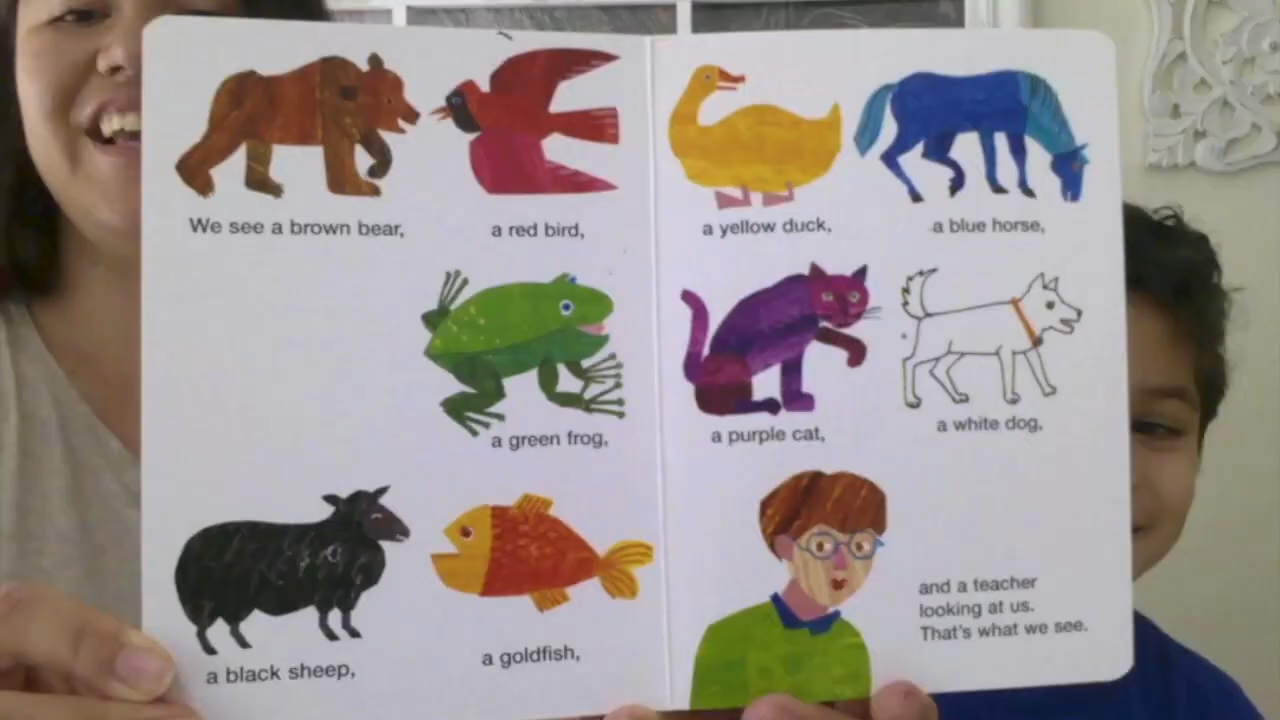 We see a brown bear,
a red bird,
a yellow duck,
a blue horse,
a green frog,
a purple cat,
a white dog,
a black sheep,
a goldfish,
and a teacher
looking at us.
That's what we see.